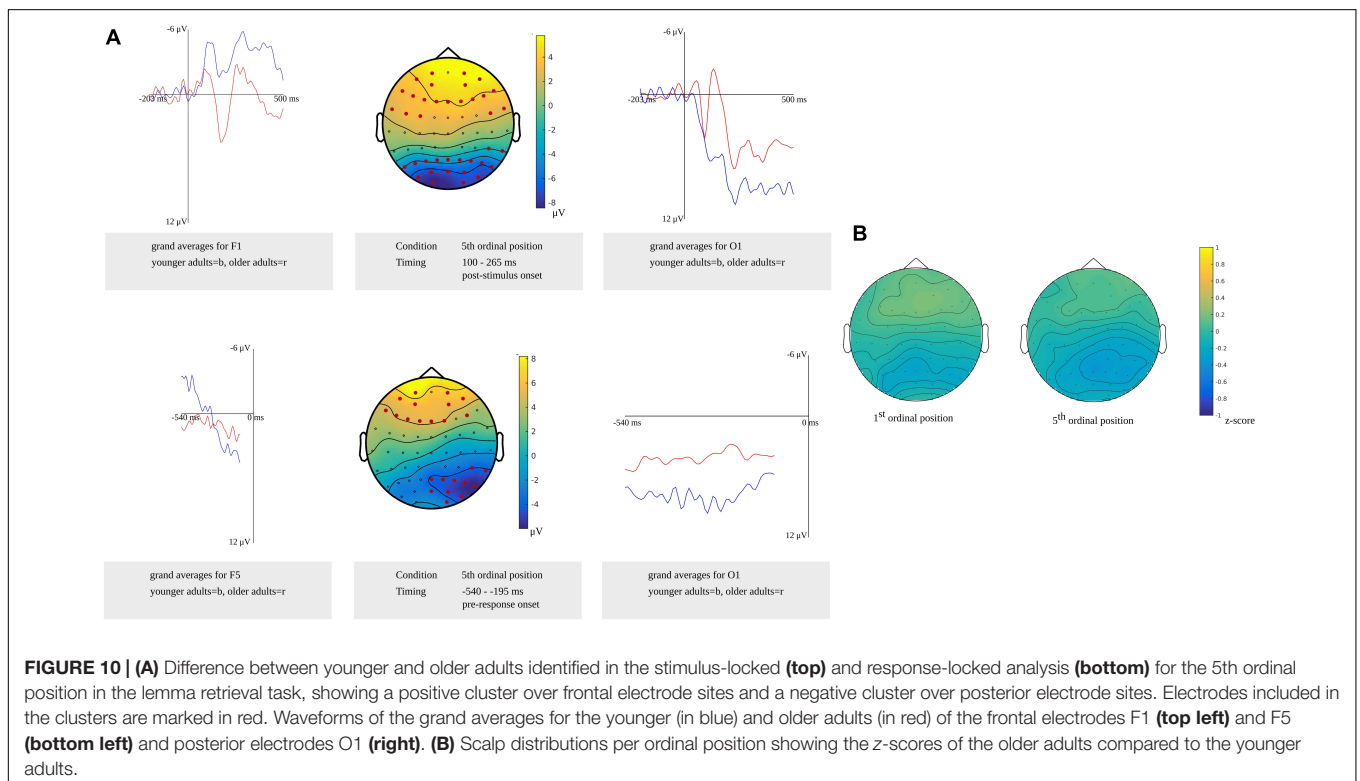 A
-6 µV
-203 ms
500 ms
12 µV
4
2
0
-2
-4
-6
-8
µV
-6 µV
-203 ms
500 ms
12 µV
grand averages for F1
younger adults=b, older adults=r
Condition 5th ordinal position
Timing 100 - 265 ms
post-stimulus onset
grand averages for O1
younger adults=b, older adults=r
B
1st ordinal position
5th ordinal position
1
0.8
0.6
0.4
0.2
0
-0.2
-0.4
-0.6
-0.8
-1
z-score
-6 µV
-540 ms
0 ms
12 µV
8
6
4
2
0
-2
-4
µV
-6 µV
-540 ms
0 ms
12 µV
grand averages for F5
younger adults=b, older adults=r
Condition 5th ordinal position
Timing -540 - -195 ms
pre-response onset
grand averages for O1
younger adults=b, older adults=r
FIGURE 10 | (A) Difference between younger and older adults identified in the stimulus-locked (top) and response-locked analysis (bottom) for the 5th ordinal
position in the lemma retrieval task, showing a positive cluster over frontal electrode sites and a negative cluster over posterior electrode sites. Electrodes included in
the clusters are marked in red. Waveforms of the grand averages for the younger (in blue) and older adults (in red) of the frontal electrodes F1 (top left) and F5
(bottom left) and posterior electrodes O1 (right). (B) Scalp distributions per ordinal position showing the z-scores of the older adults compared to the younger
adults.